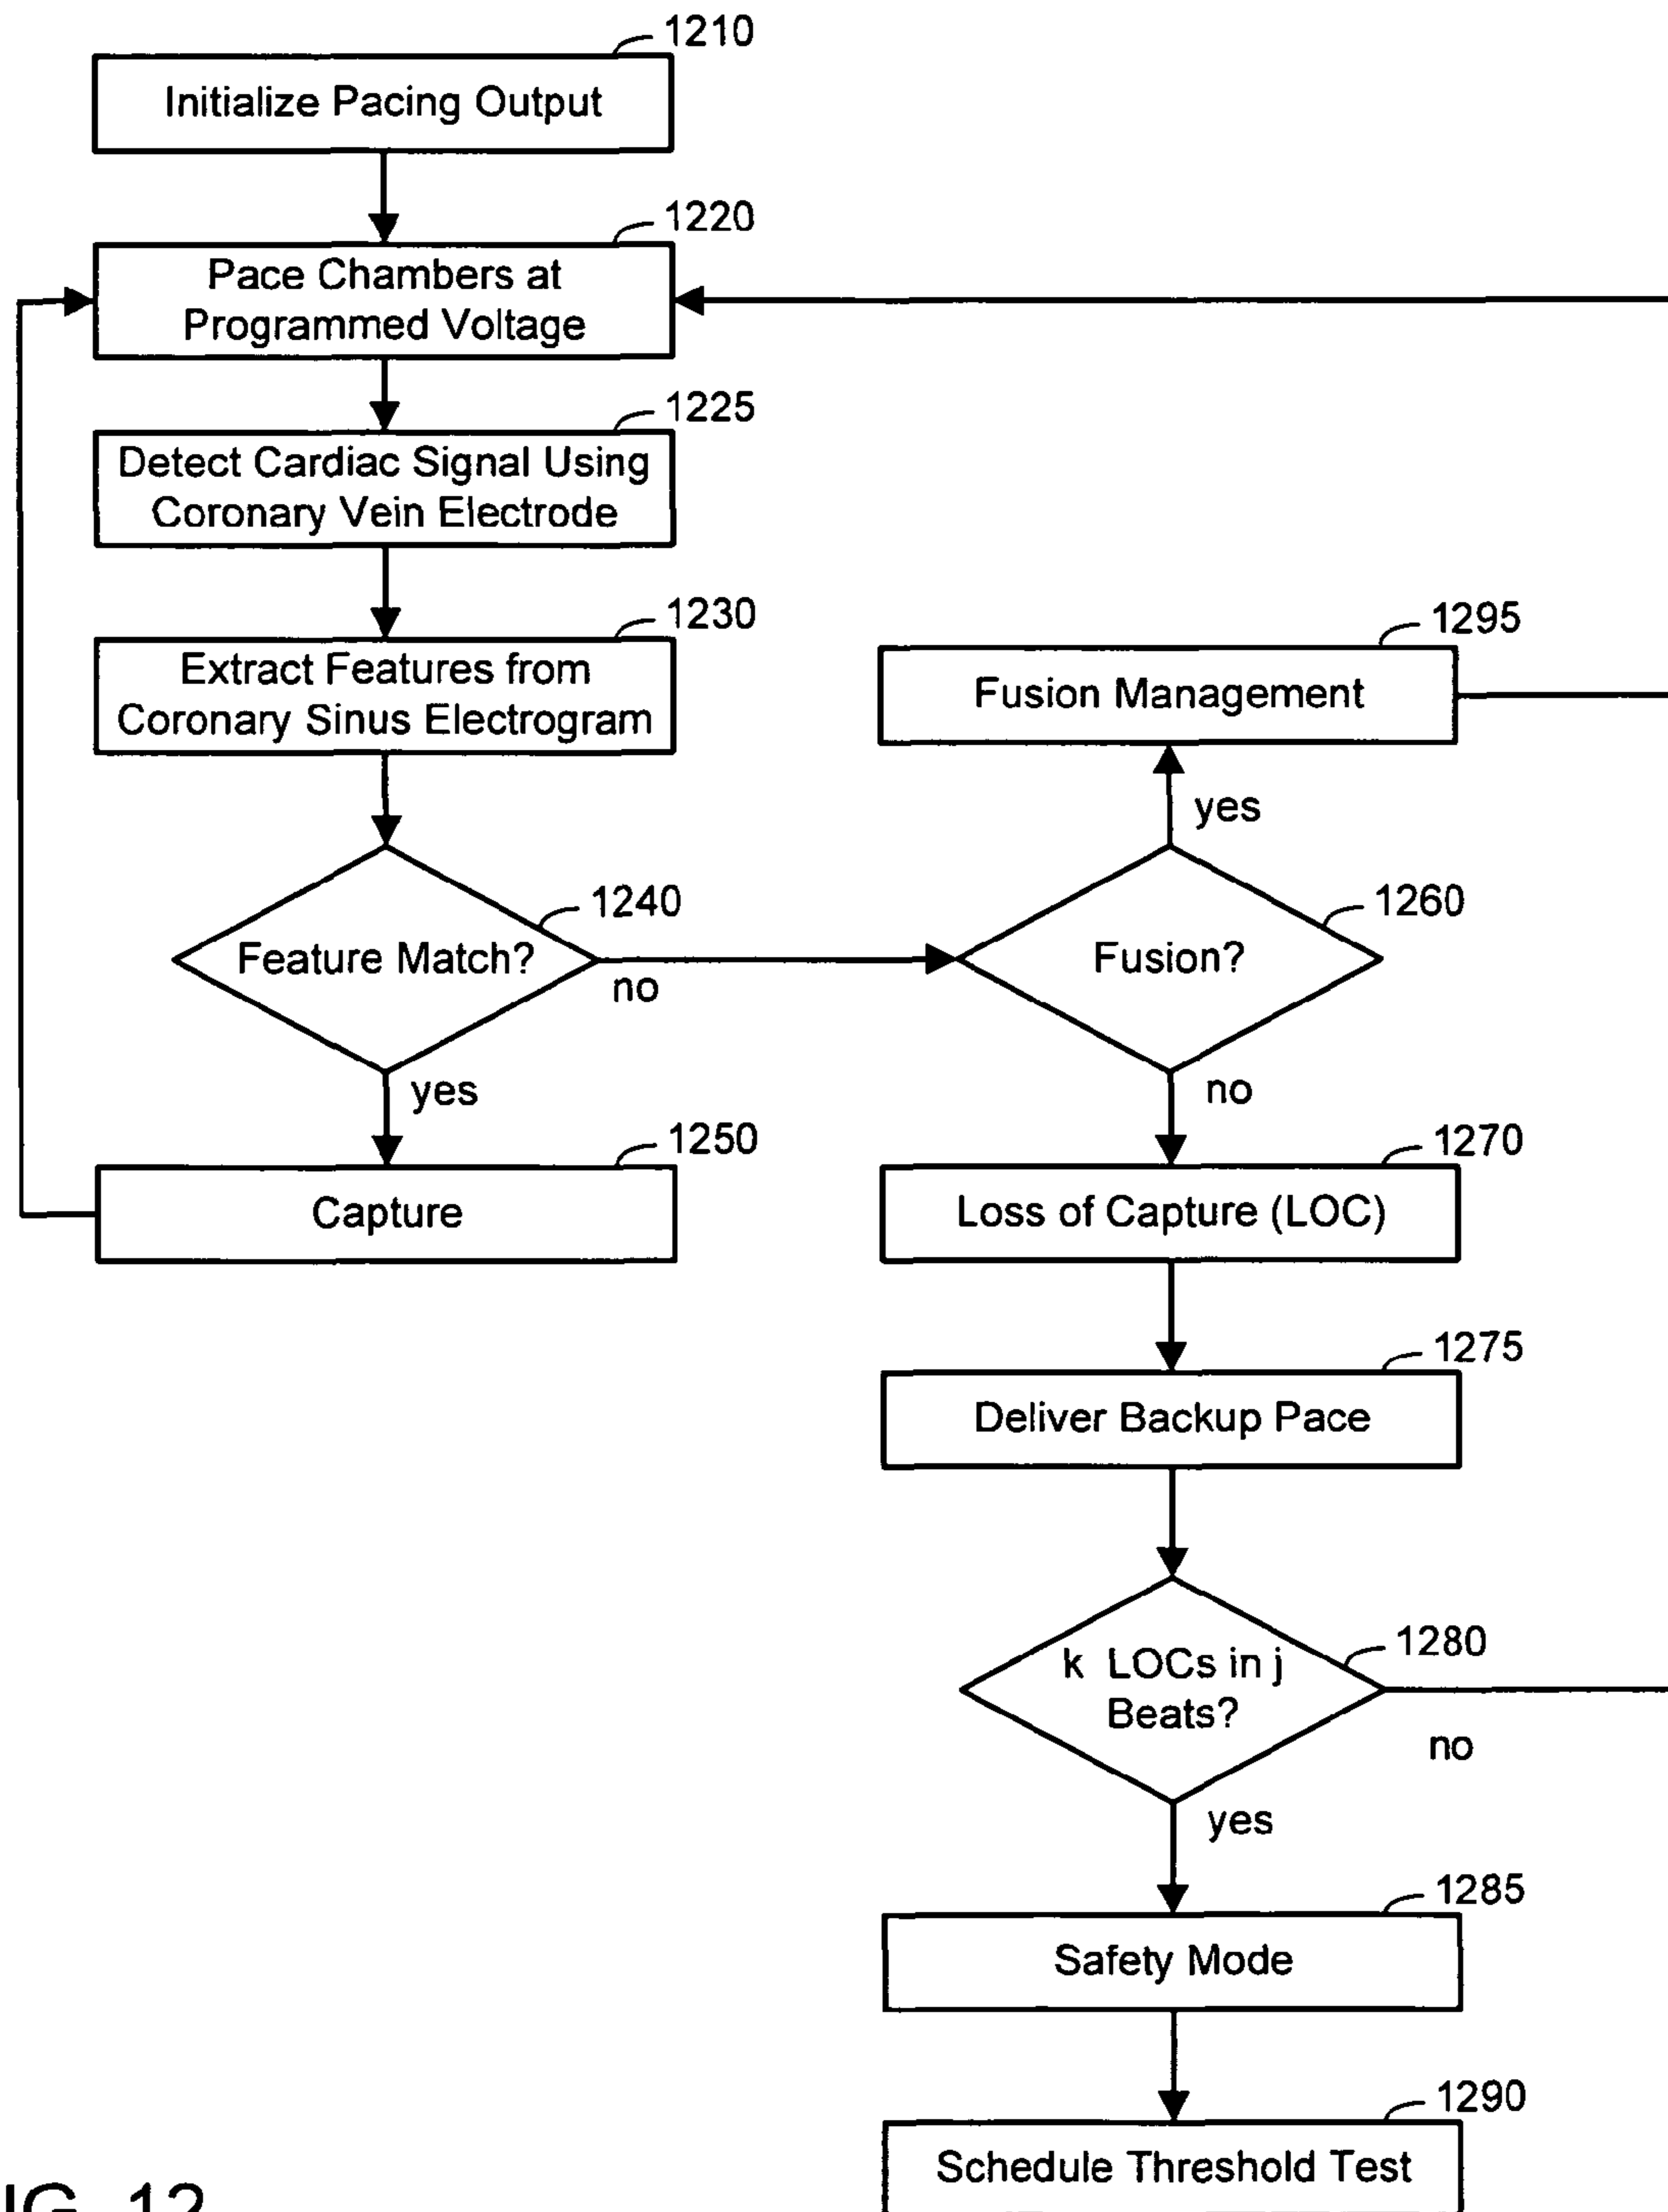 1210
Initialize Pacing Output
1220
Pace Chambers at
Programmed Voltage
1225
Detect Cardiac Signal Using
Coronary Vein Electrode
1230
Extract Features from
Coronary Sinus Electrogram
1295
Fusion Management
yes
1240
Feature Match?
no
1260
Fusion?
yes
no
1250
Capture
1270
Loss of Capture (LOC)
1275
Deliver Backup Pace
1280
k LOCs in j
Beats?
no
yes
1285
Safety Mode
1290
Schedule Threshold Test
12